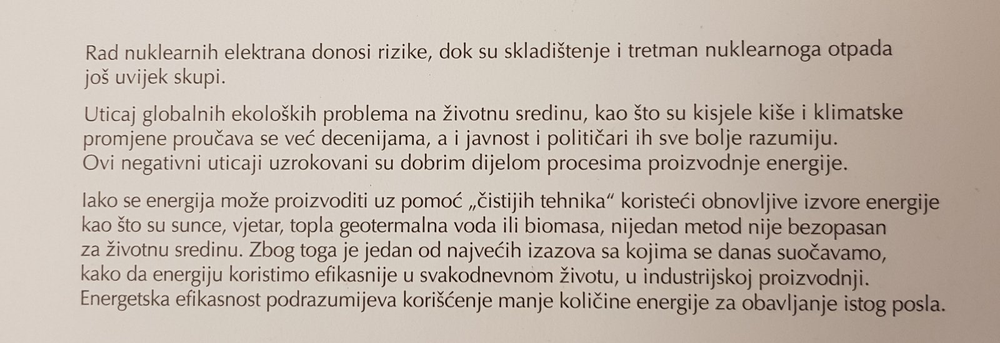 Rad nuklearnih elektrana donosi rizike, dok su skladištenje i tretman nuklearnoga otpada
još uvijek skupi.
Uticaj globalnih ekoloških problema na životnu sredinu, kao što su kisjele kiše i klimatske
promjene proučava se već decenijama, a i javnost i političari ih sve bolje razumiju.
Ovi negativni uticaji uzrokovani su dobrim dijelom procesima proizvodnje energije.
Iako se energija može proizvoditi uz pomoć „čistijih tehnika“ koristeći obnovljive izvore energije
kao što su sunce, vjetar, topla geotermalna voda ili biomasa, nijedan metod nije bezopasan
za životnu sredinu. Zbog toga je jedan od najvećih izazova sa kojima se danas suočavamo,
kako da energiju koristimo efikasnije u svakodnevnom životu, u industrijskoj proizvodnji.
Energetska efikasnost podrazumijeva korišćenje manje količine energije za obavljanje istog posla.